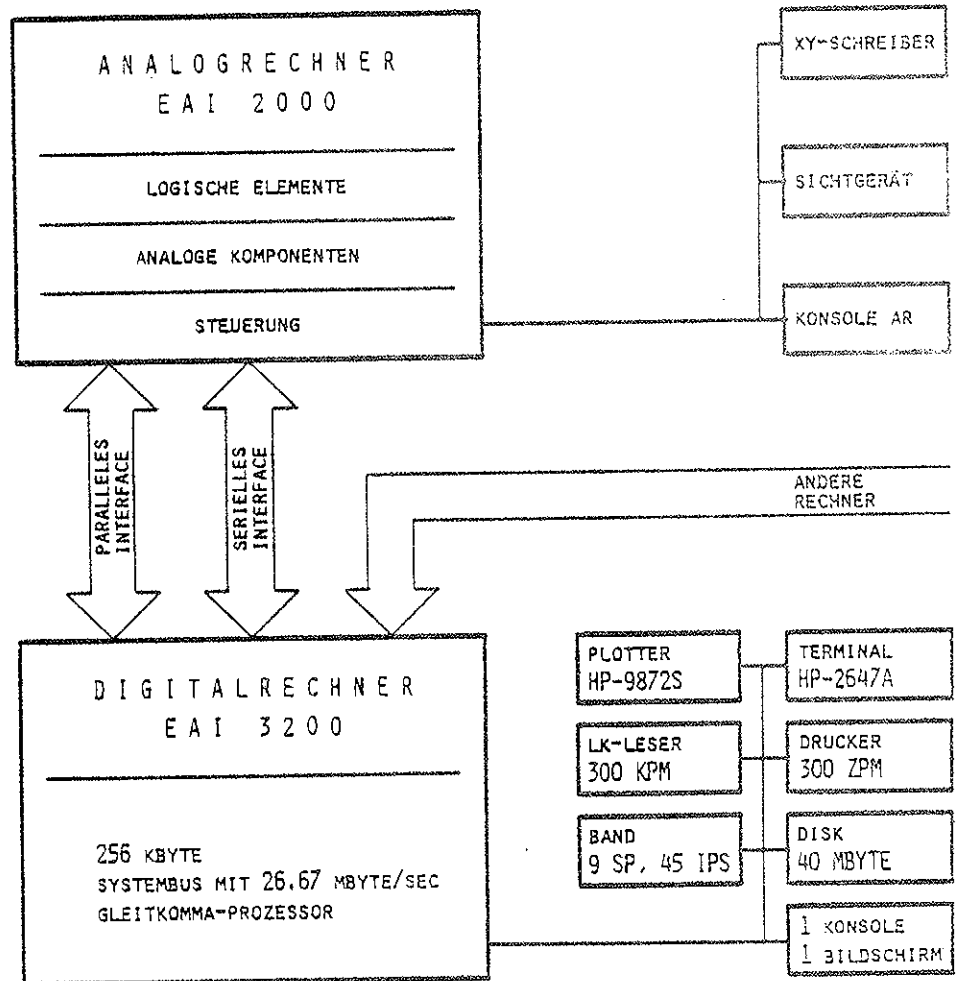 ANALOGRECHNER
EAI 2000
LOGISCHE ELEMENTE
ANALOGE KOMPONENTEN
STEUERUNG
XY-SCHREIBER
SICHTGERÄT
KONSOLE AR
PARALLELES
INTERFACE
SERIELLES
INTERFACE
ANDERE
RECHNER
DIGITALRECHNER
EAI 3200
256 KBYTE
SYSTEMBUS MIT 26.67 MBYTE/SEC
GLEITKOMMA-PROZESSOR
PLOTTER
HP-9872S
TERMINAL
HP-2647A
LK-LESER
300 KPM
DRUCKER
300 ZPM
BAND
9 SP, 45 IPS
DISK
40 MBYTE
1 KONSOLE
1 BILDSCHIRM